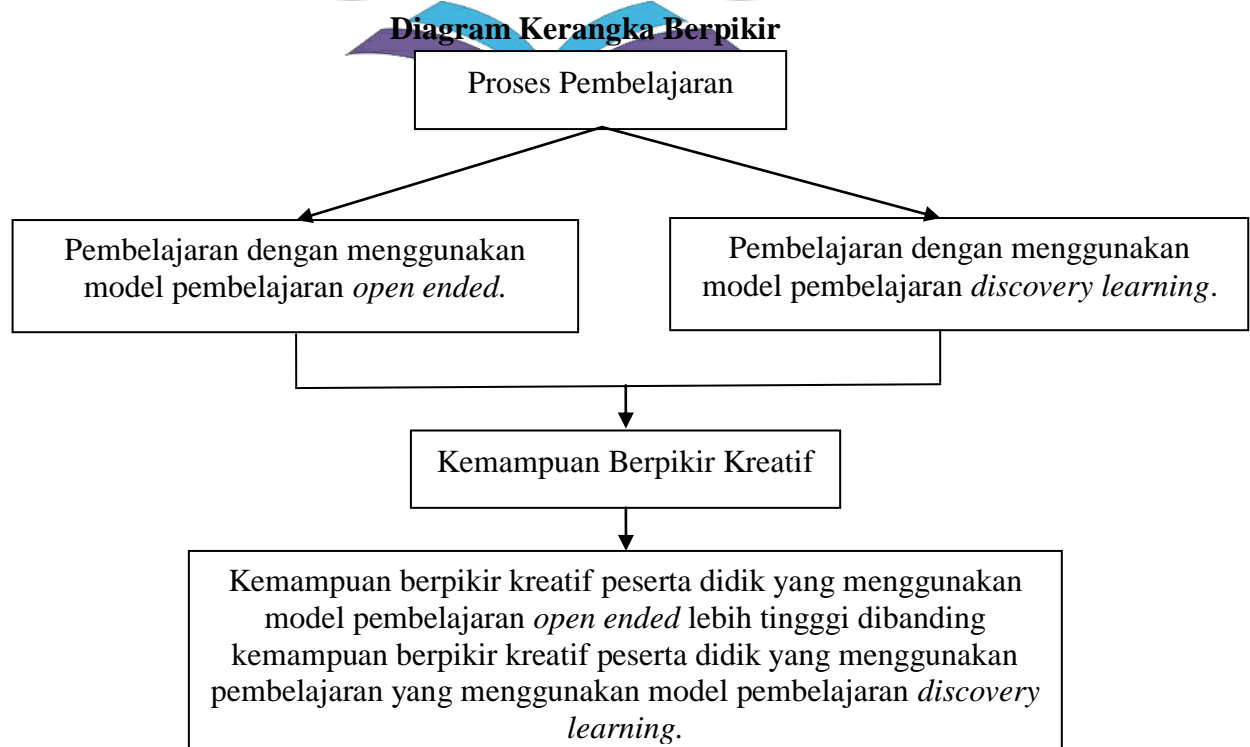 Diagram Kerangka Berpikir
Proses Pembelajaran
Pembelajaran dengan menggunakan
model pembelajaran open ended.
Pembelajaran dengan menggunakan
model pembelajaran discovery learning.
Kemampuan Berpikir Kreatif
Kemampuan berpikir kreatif peserta didik yang menggunakan
model pembelajaran open ended lebih tingggi dibanding
kemampuan berpikir kreatif peserta didik yang menggunakan
pembelajaran yang menggunakan model pembelajaran discovery
learning.